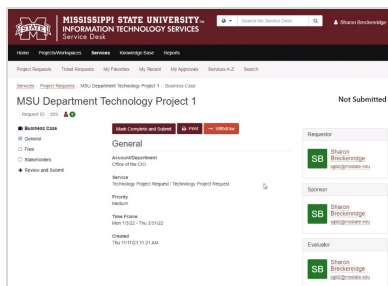 STATE
MISSISSIPPI STATE UNIVERSITY™
INFORMATION TECHNOLOGY SERVICES
Service Desk
Search the Service Desk
Sharon Breckenridge
Home Projects/Workspaces Services Knowledge Base Reports
Project Requests Ticket Requests My Favorites My Recent My Approvals Services A-Z Search
Services / Project Requests / MSU Department Technology Project 1 / Business Case
MSU Department Technology Project 1
Not Submitted
Request ID:
Business Case
General
Files
Stakeholders
Review and Submit
Mark Complete and Submit Print Withdraw
General
Account/Department
Office of the CIO
Service
Technology Project Request / Technology Project Request
Priority
Medium
Time Frame
Mon 1/3/22 - Thu 3/31/22
Created
Thu 11/11/21 11:21 AM
Requestor
SB
Sharon
Breckenridge
Sponsor
SB
Sharon
Breckenridge
Evaluator
SB
Sharon
Breckenridge